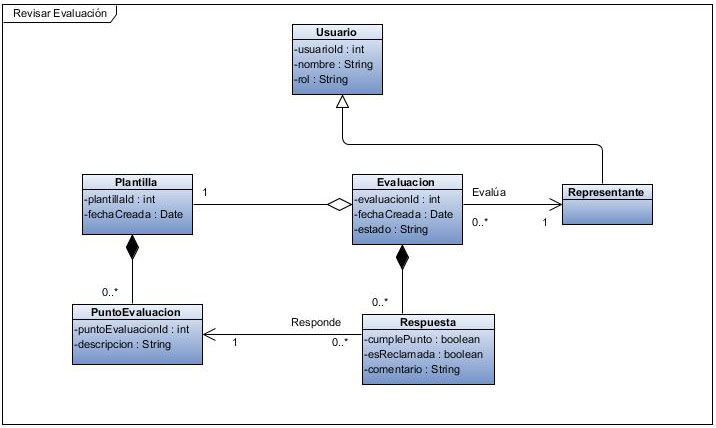 Revisar Evaluación
Usuario
-usuarioId : int
-nombre : String
-rol : String
Plantilla
-plantillaId : int
-fechaCreada : Date
1
Evaluacion
-evaluacionId : int
-fechaCreada : Date
-estado : String
Evalúa
0..*
1
Representante
0..*
0..*
PuntoEvaluacion
-puntoEvaluacionId : int
-descripcion : String
1
Responde
0..*
Respuesta
-cumplePunto : boolean
-esReclamada : boolean
-comentario : String